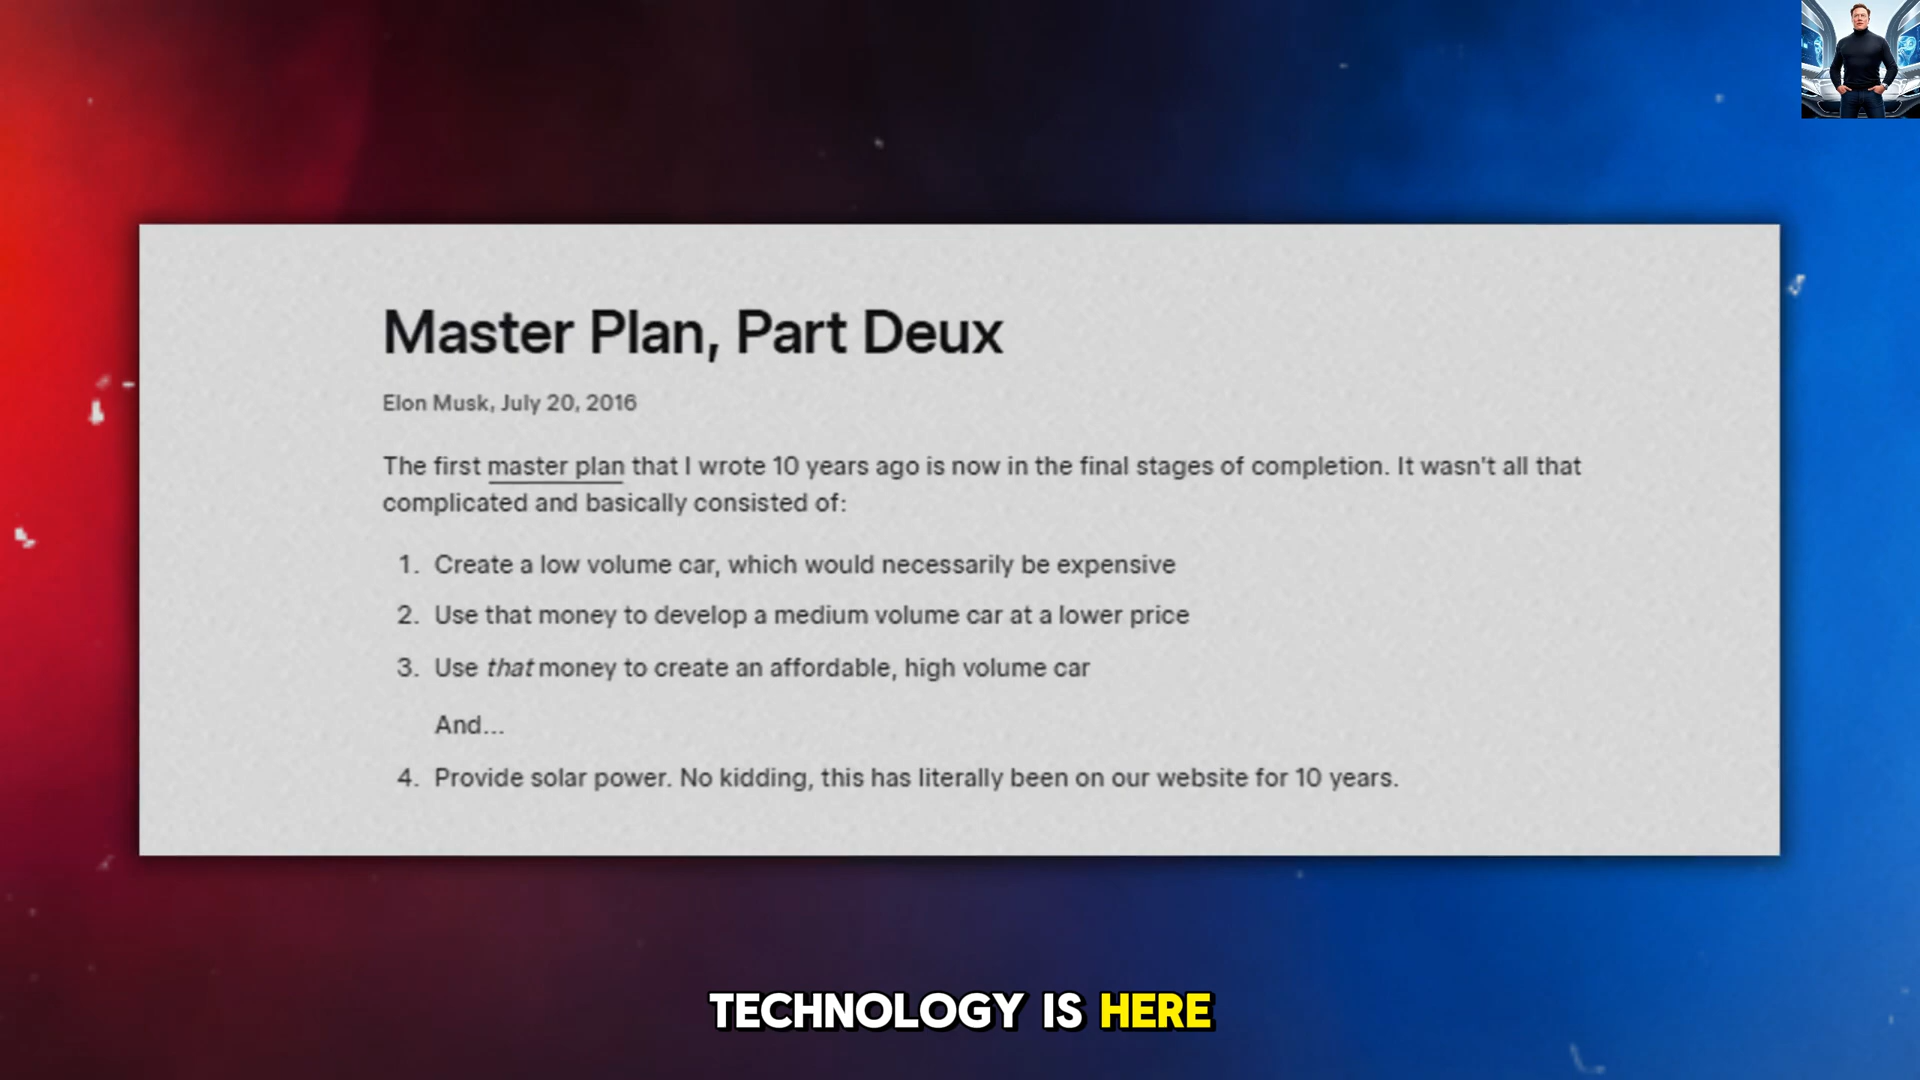 Master Plan, Part Deux
Elon Musk, July 20, 2016
The first master plan that I wrote 10 years ago is now in the final stages of completion. It wasn't all that
complicated and basically consisted of:
1. Create a low volume car, which would necessarily be expensive
2. Use that money to develop a medium volume car at a lower price
3. Use that money to create an affordable, high volume car
And...
4. Provide solar power. No kidding, this has literally been on our website for 10 years.
TECHNOLOGY IS HERE